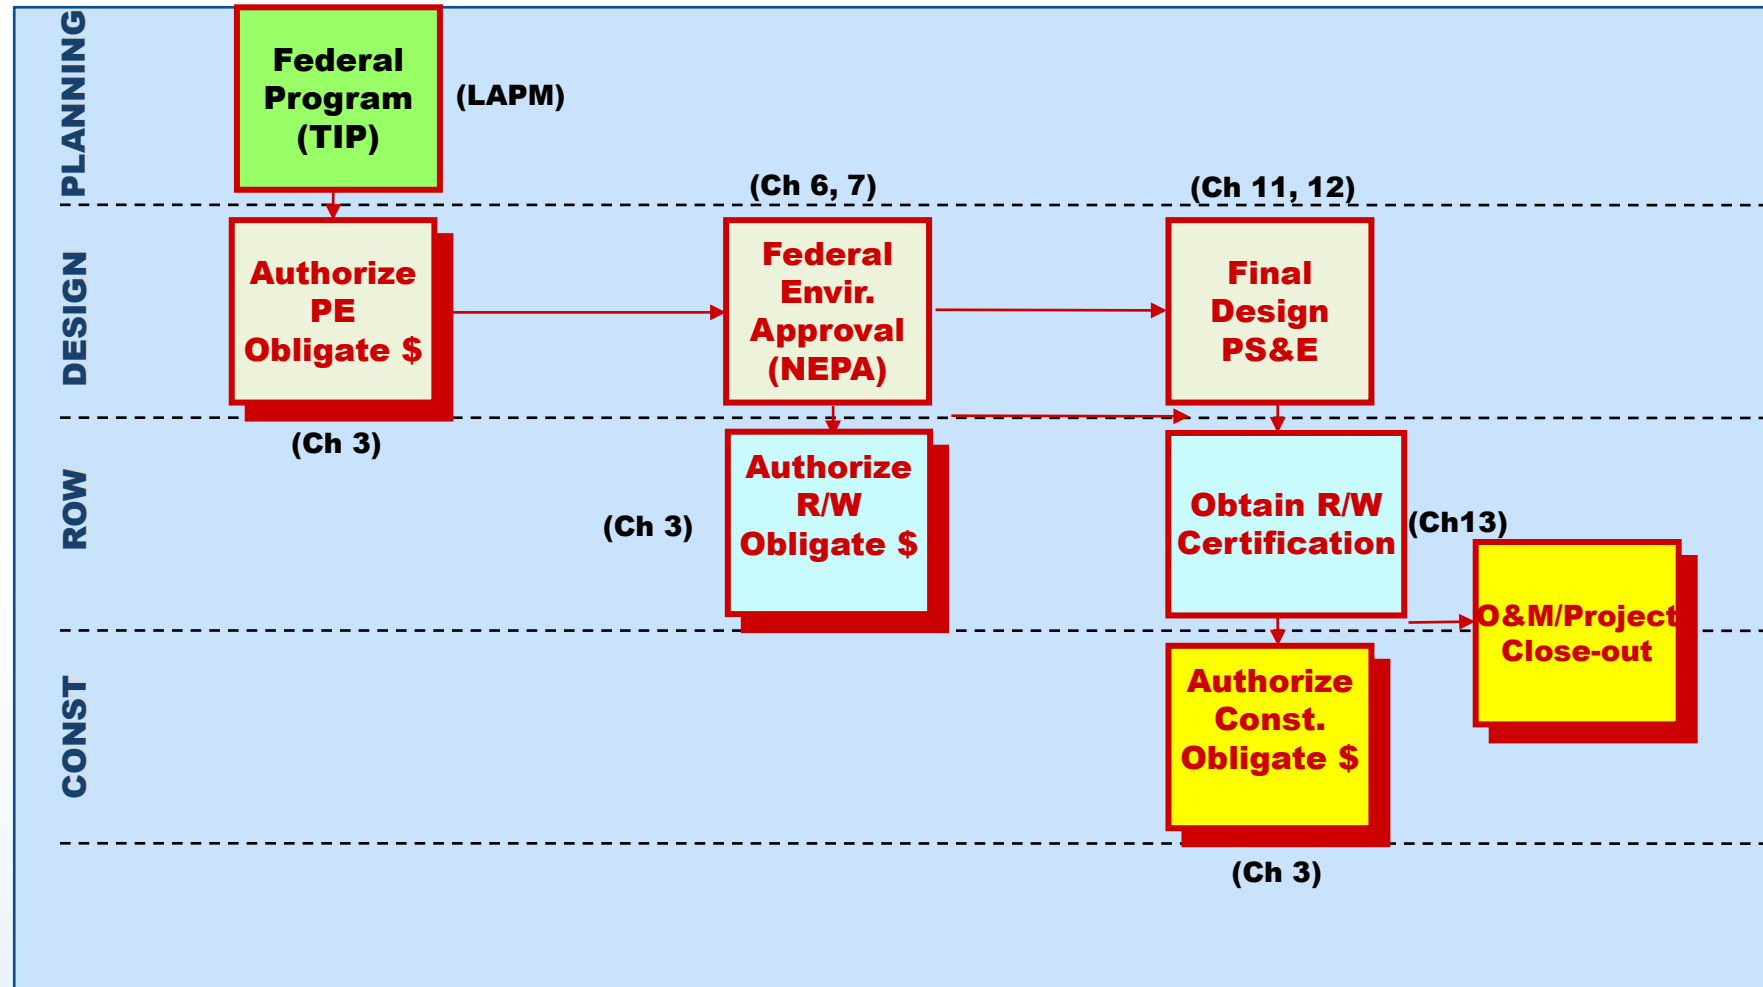 PLANNING
Federal
Program
(TIP)
(LAPM)
(Ch 6, 7)
(Ch 11, 12)
DESIGN
Authorize
PE
Obligate $
Federal
Envir.
Approval
(NEPA)
Final
Design
PS&E
(Ch 3)
ROW
(Ch 3)
Authorize
R/W
Obligate $
Obtain R/W
Certification
(Ch13)
O&M/Project
Close-out
CONST
Authorize
Const.
Obligate $
(Ch 3)